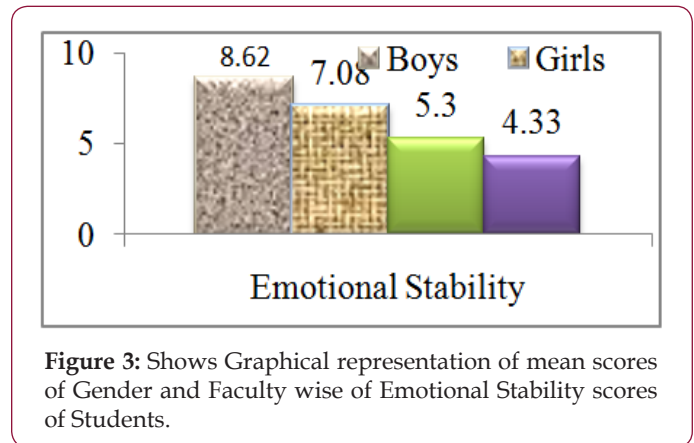 10
5
0
8.62
7.08
5.3
4.33
Boys
Girls
Emotional Stability
Figure 3: Shows Graphical representation of mean scores
of Gender and Faculty wise of Emotional Stability scores
of Students.